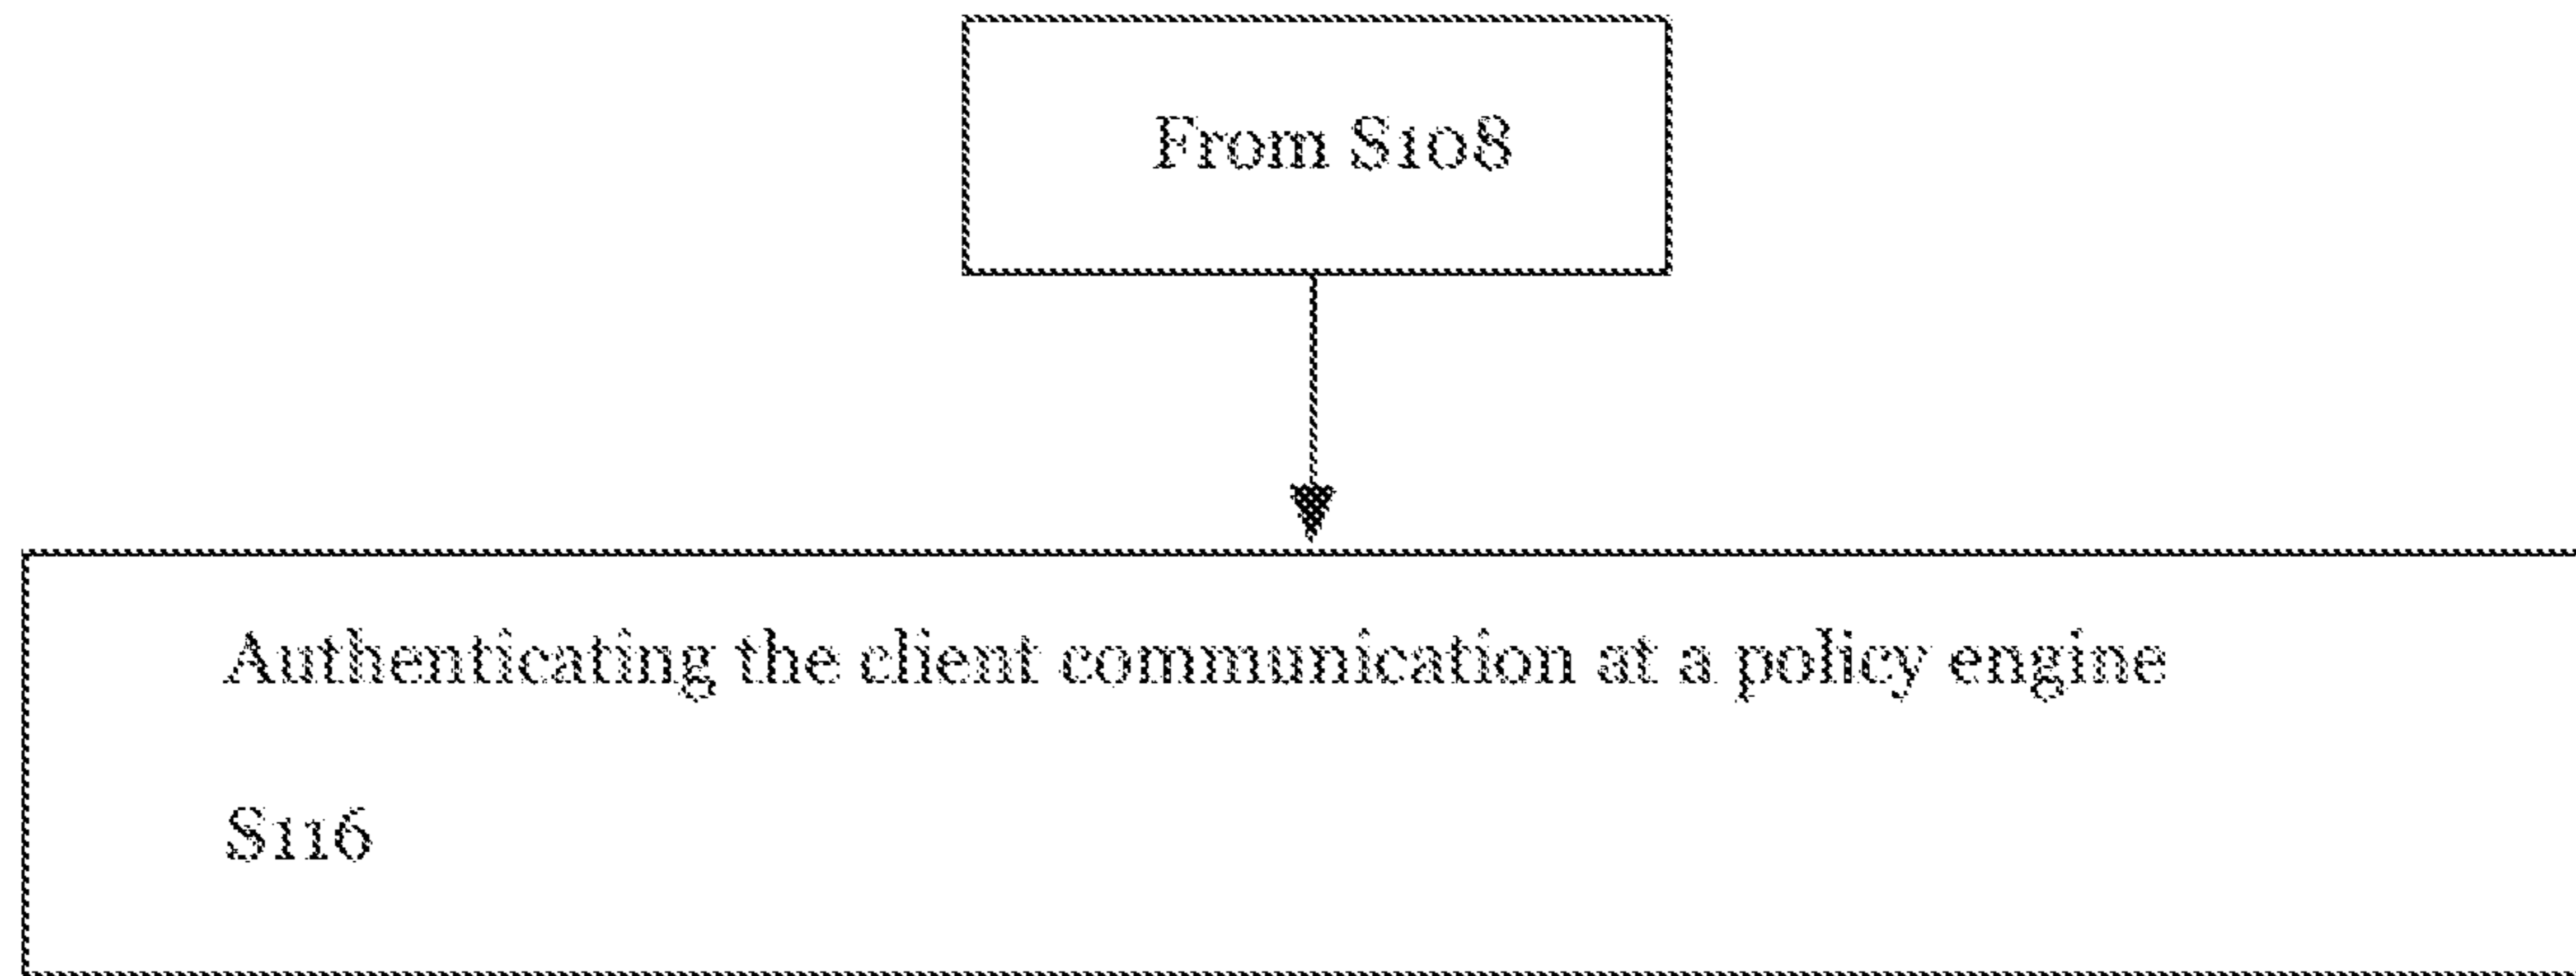 From S108
Authenticating the client communication at a policy engine
S116